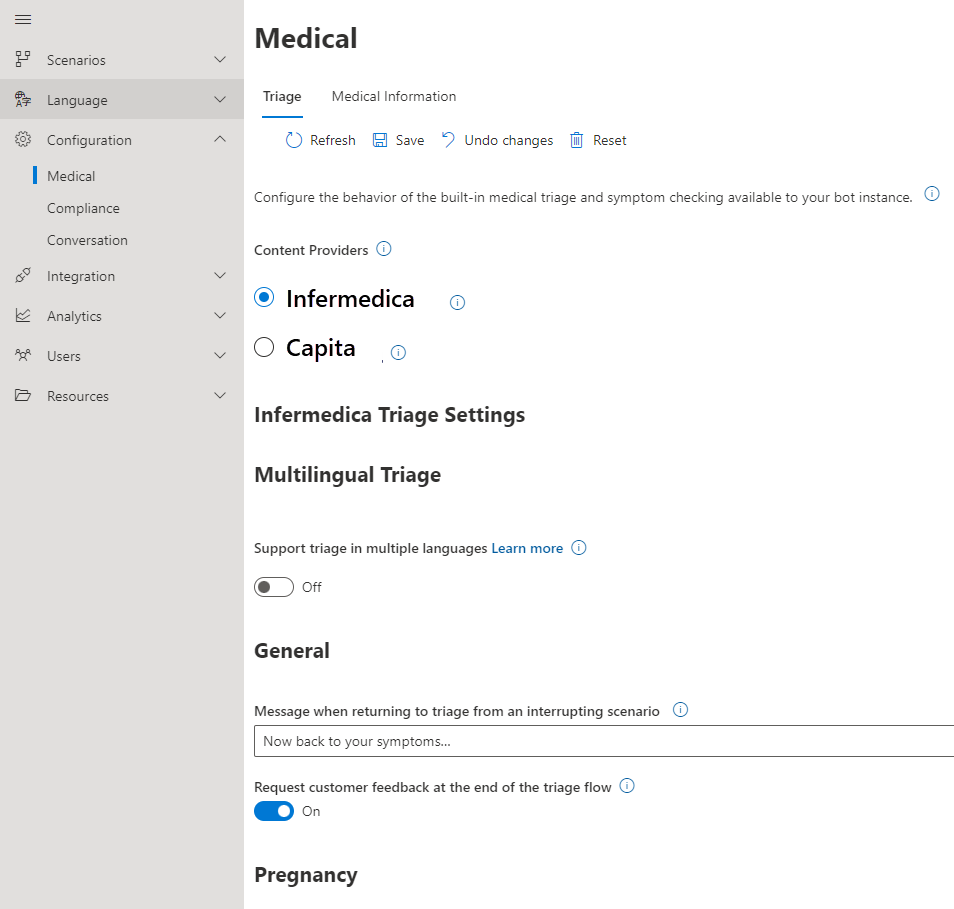 Medical
Scenarios
Language
Configuration
Medical
Compliance
Conversation
Integration
Analytics
Users
Resources
Triage Medical Information
Refresh Save Undo changes Reset
Configure the behavior of the built-in medical triage and symptom checking available to your bot instance.
Content Providers
Infermedica
Capita
Infermedica Triage Settings
Multilingual Triage
Support triage in multiple languages Learn more
Off
General
Message when returning to triage from an interrupting scenario
Now back to your symptoms...
Request customer feedback at the end of the triage flow
On
Pregnancy